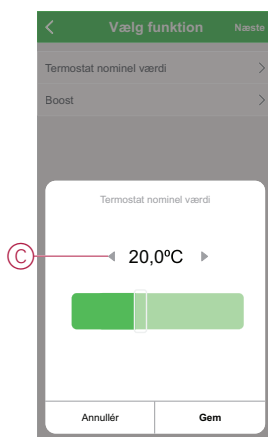 Vælg funktion Næste
Termostat nominel værdi
Boost
Termostat nominel værdi
C 20,0ºC
Annullér Gem